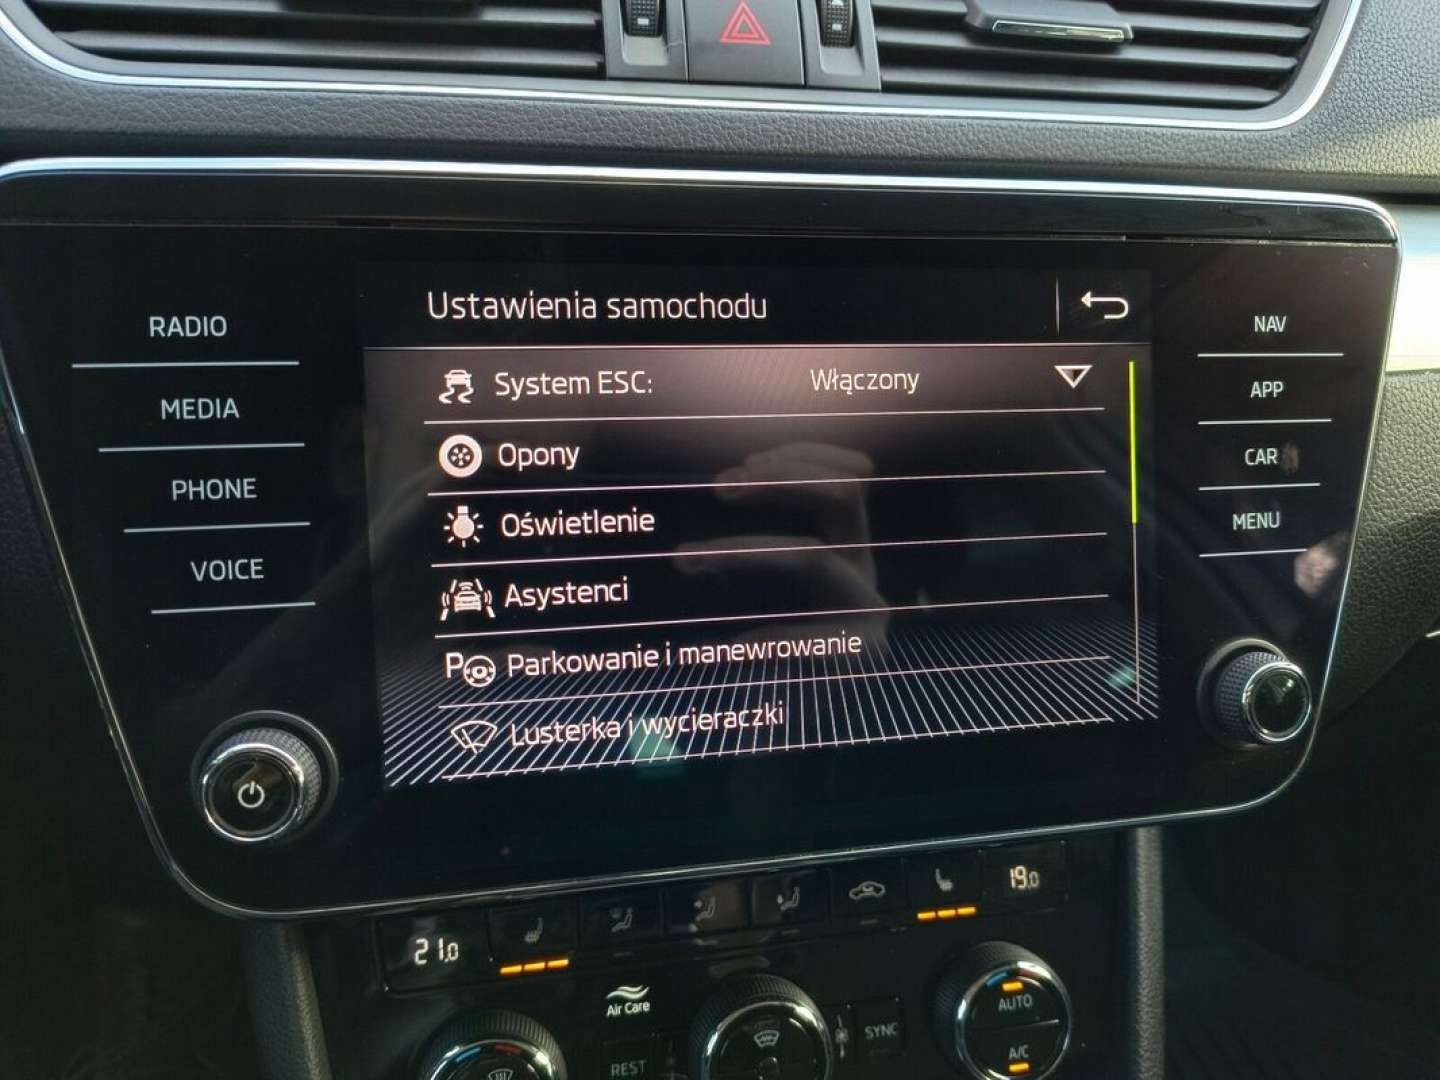 Ustawienia samochodu
RADIO
MEDIA
PHONE
VOICE
System ESC: Włączony
Opony
Oświetlenie
Asystenci
Parkowanie i manewrowanie
Lusterka i wycieraczki
NAV
APP
CAR
MENU
21,0
19,0
Air Care
REST
SYNC
AUTO
A/C